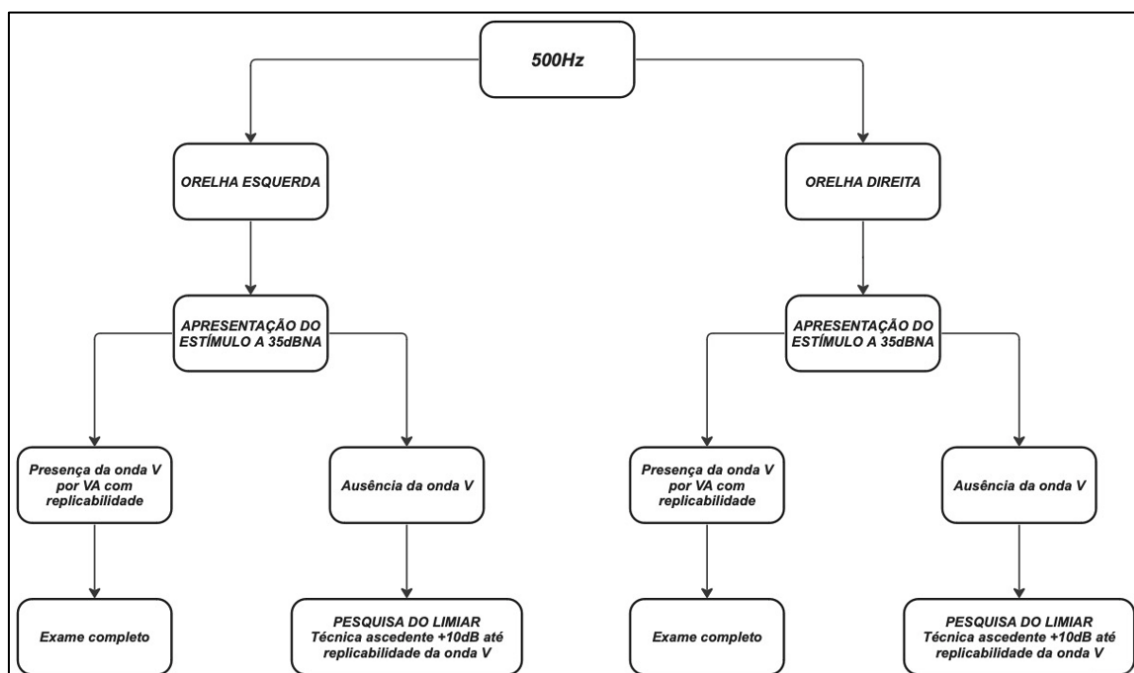 500Hz
ORELHA ESQUERDA
ORELHA DIREITA
APRESENTAÇÃO DO
ESTÍMULO A 35dBNA
APRESENTAÇÃO DO
ESTÍMULO A 35dBNA
Presença da onda V
por VA com
replicabilidade
Ausência da onda V
Presença da onda V
por VA com
replicabilidade
Ausência da onda V
Exame completo
PESQUISA DO LIMIAR
Técnica ascedente +10dB até
replicabilidade da onda V
Exame completo
PESQUISA DO LIMIAR
Técnica ascedente +10dB até
replicabilidade da onda V